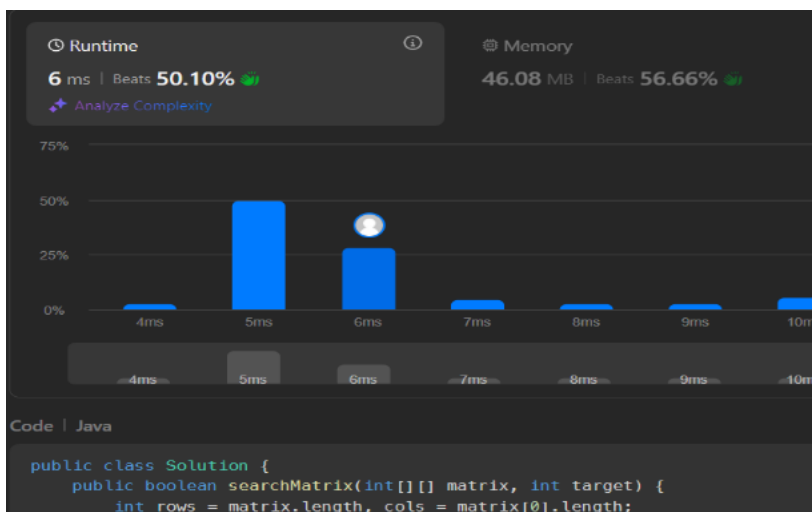 Runtime
6 ms | Beats 50.10%
Analyze Complexity
Memory
46.08 MB | Beats 56.66%
75%
50%
25%
0%
4ms 5ms 6ms 7ms 8ms 9ms 10m
4ms 5ms 6ms 7ms 8ms 9ms 10m
Code | Java
public class Solution {
public boolean searchMatrix(int[][] matrix, int target) {
int rows = matrix.length, cols = matrix[0].length;